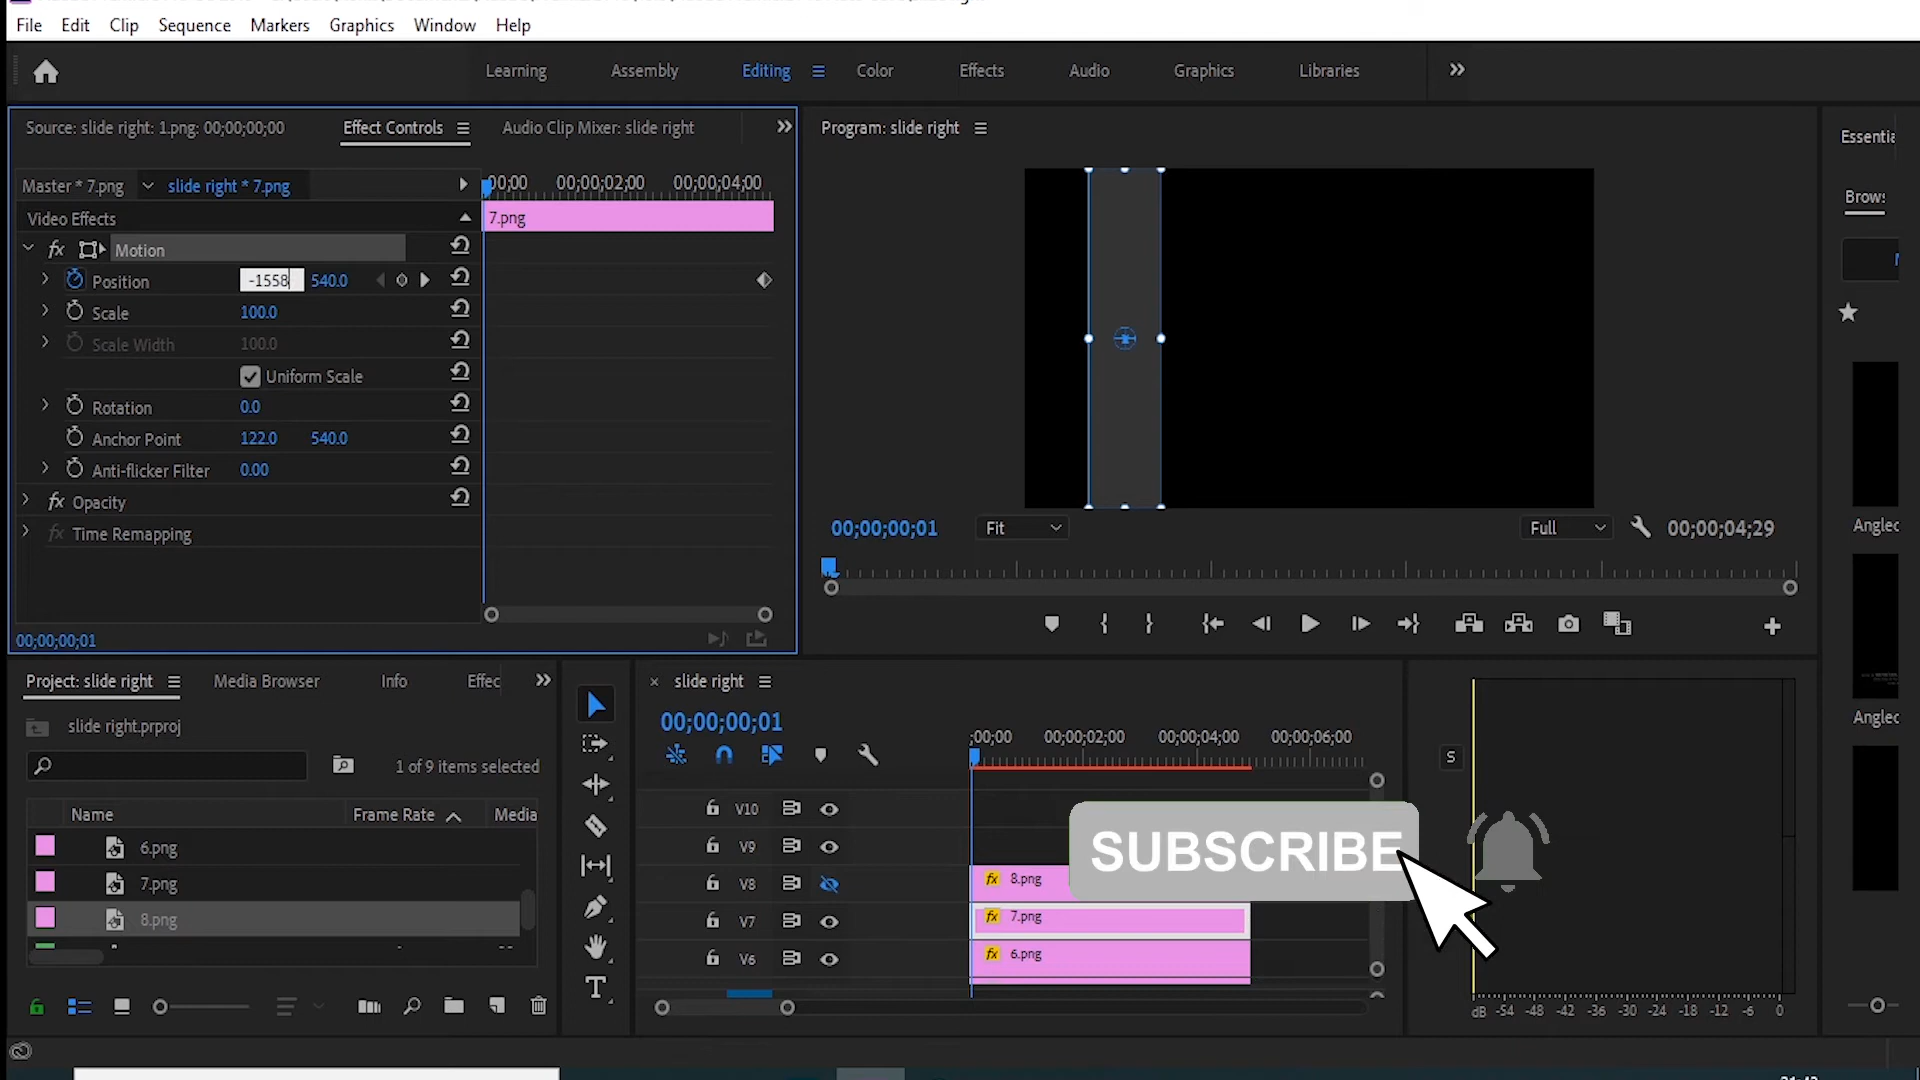 File Edit Clip Sequence Markers Graphics Window Help
Learning Assembly Editing Color Effects Audio Graphics Libraries
Source: slide right: 1.png: 00;00;00;00 Effect Controls Audio Clip Mixer: slide right
Program: slide right
Master * 7.png slide right * 7.png ;00;00 00;00;02;00 00;00;04;00
Video Effects 7.png
fx Motion
Position -1558 540.0
Scale 100.0
Scale Width 100.0
Uniform Scale
Rotation 0.0
Anchor Point 122.0 540.0
Anti-flicker Filter 0.00
fx Opacity
fx Time Remapping
00;00;00;01
00;00;00;01 Fit Full 00;00;04;29
Essentia
Brow
Angled
Angled
Project: slide right Media Browser Info Effec
slide right.prproj
1 of 9 items selected
Name Frame Rate Media
6.png
7.png
8.png
× slide right
00;00;00;01
;00;00 00;00;02;00 00;00;04;00 00;00;06;00
V10
V9
V8 fx 8.png
V7 fx 7.png
V6 fx 6.png
SUBSCRIBE
S
dB -54 -48 -42 -36 -30 -24 -18 -12 -6 0